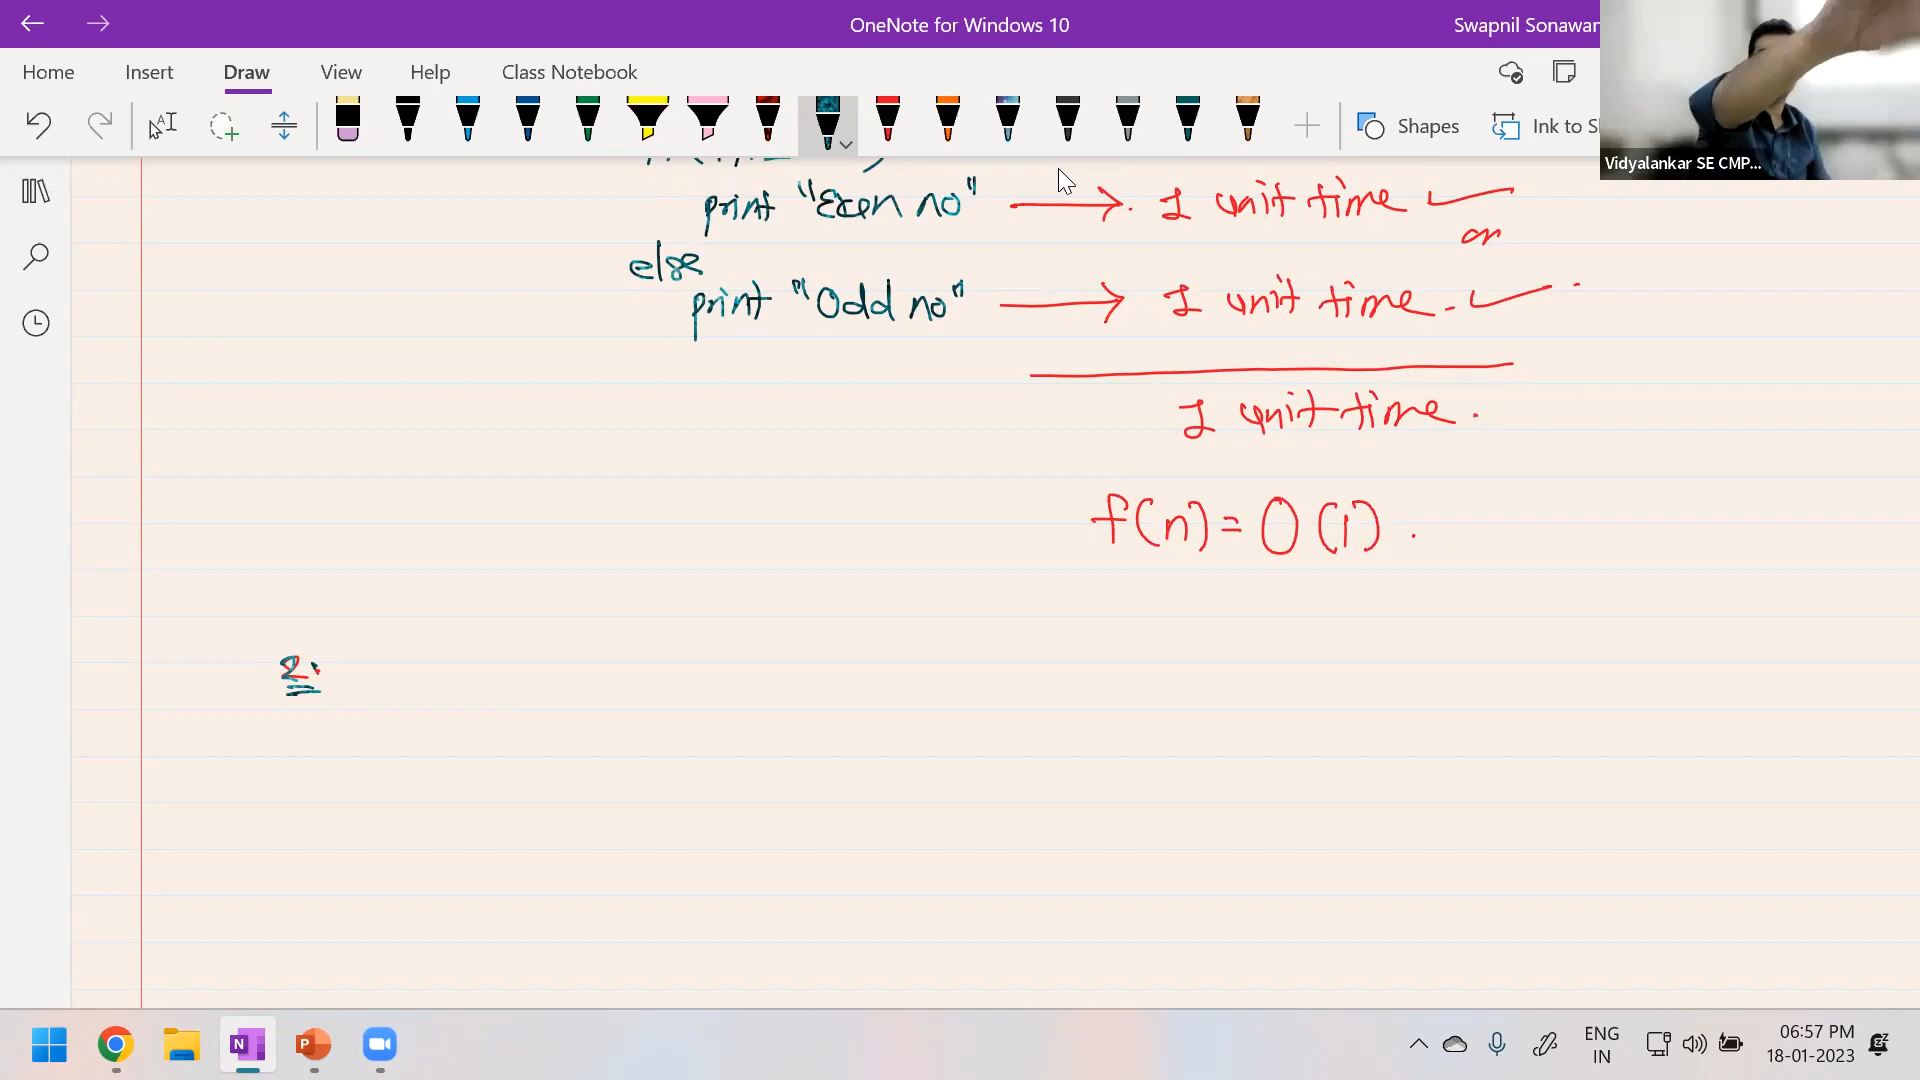 OneNote for Windows 10
Swapnil Sonawan
Home Insert Draw View Help Class Notebook
Shapes Ink to S
Vidyalankar SE CMP...
print "Even no" → 1 unit time
or
else
print "Odd no" → 1 unit time.
1 unit time.
f(n) = O(1).
2.
ENG
IN
06:57 PM
18-01-2023